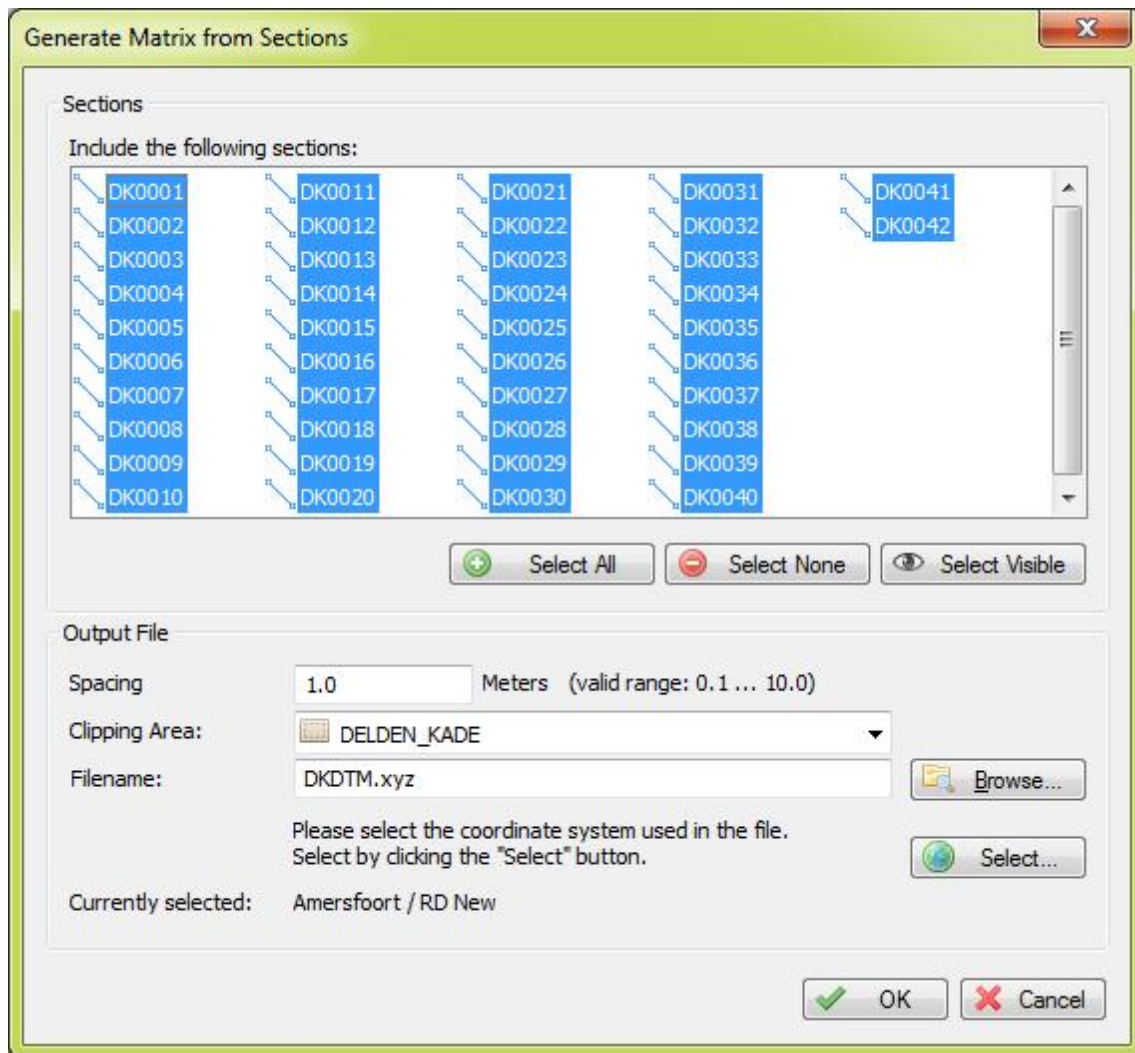 Generate Matrix from Sections
Sections
Include the following sections:
DK0001 DK0011 DK0021 DK0031 DK0041
DK0002 DK0012 DK0022 DK0032 DK0042
DK0003 DK0013 DK0023 DK0033
DK0004 DK0014 DK0024 DK0034
DK0005 DK0015 DK0025 DK0035
DK0006 DK0016 DK0026 DK0036
DK0007 DK0017 DK0027 DK0037
DK0008 DK0018 DK0028 DK0038
DK0009 DK0019 DK0029 DK0039
DK0010 DK0020 DK0030 DK0040
Select All Select None Select Visible
Output File
Spacing 1.0 Meters (valid range: 0.1 ... 10.0)
Clipping Area: DELDEN_KADE
Filename: DKDTM.xyz Browse...
Please select the coordinate system used in the file.
Select by clicking the "Select" button. Select...
Currently selected: Amersfoort / RD New
OK Cancel